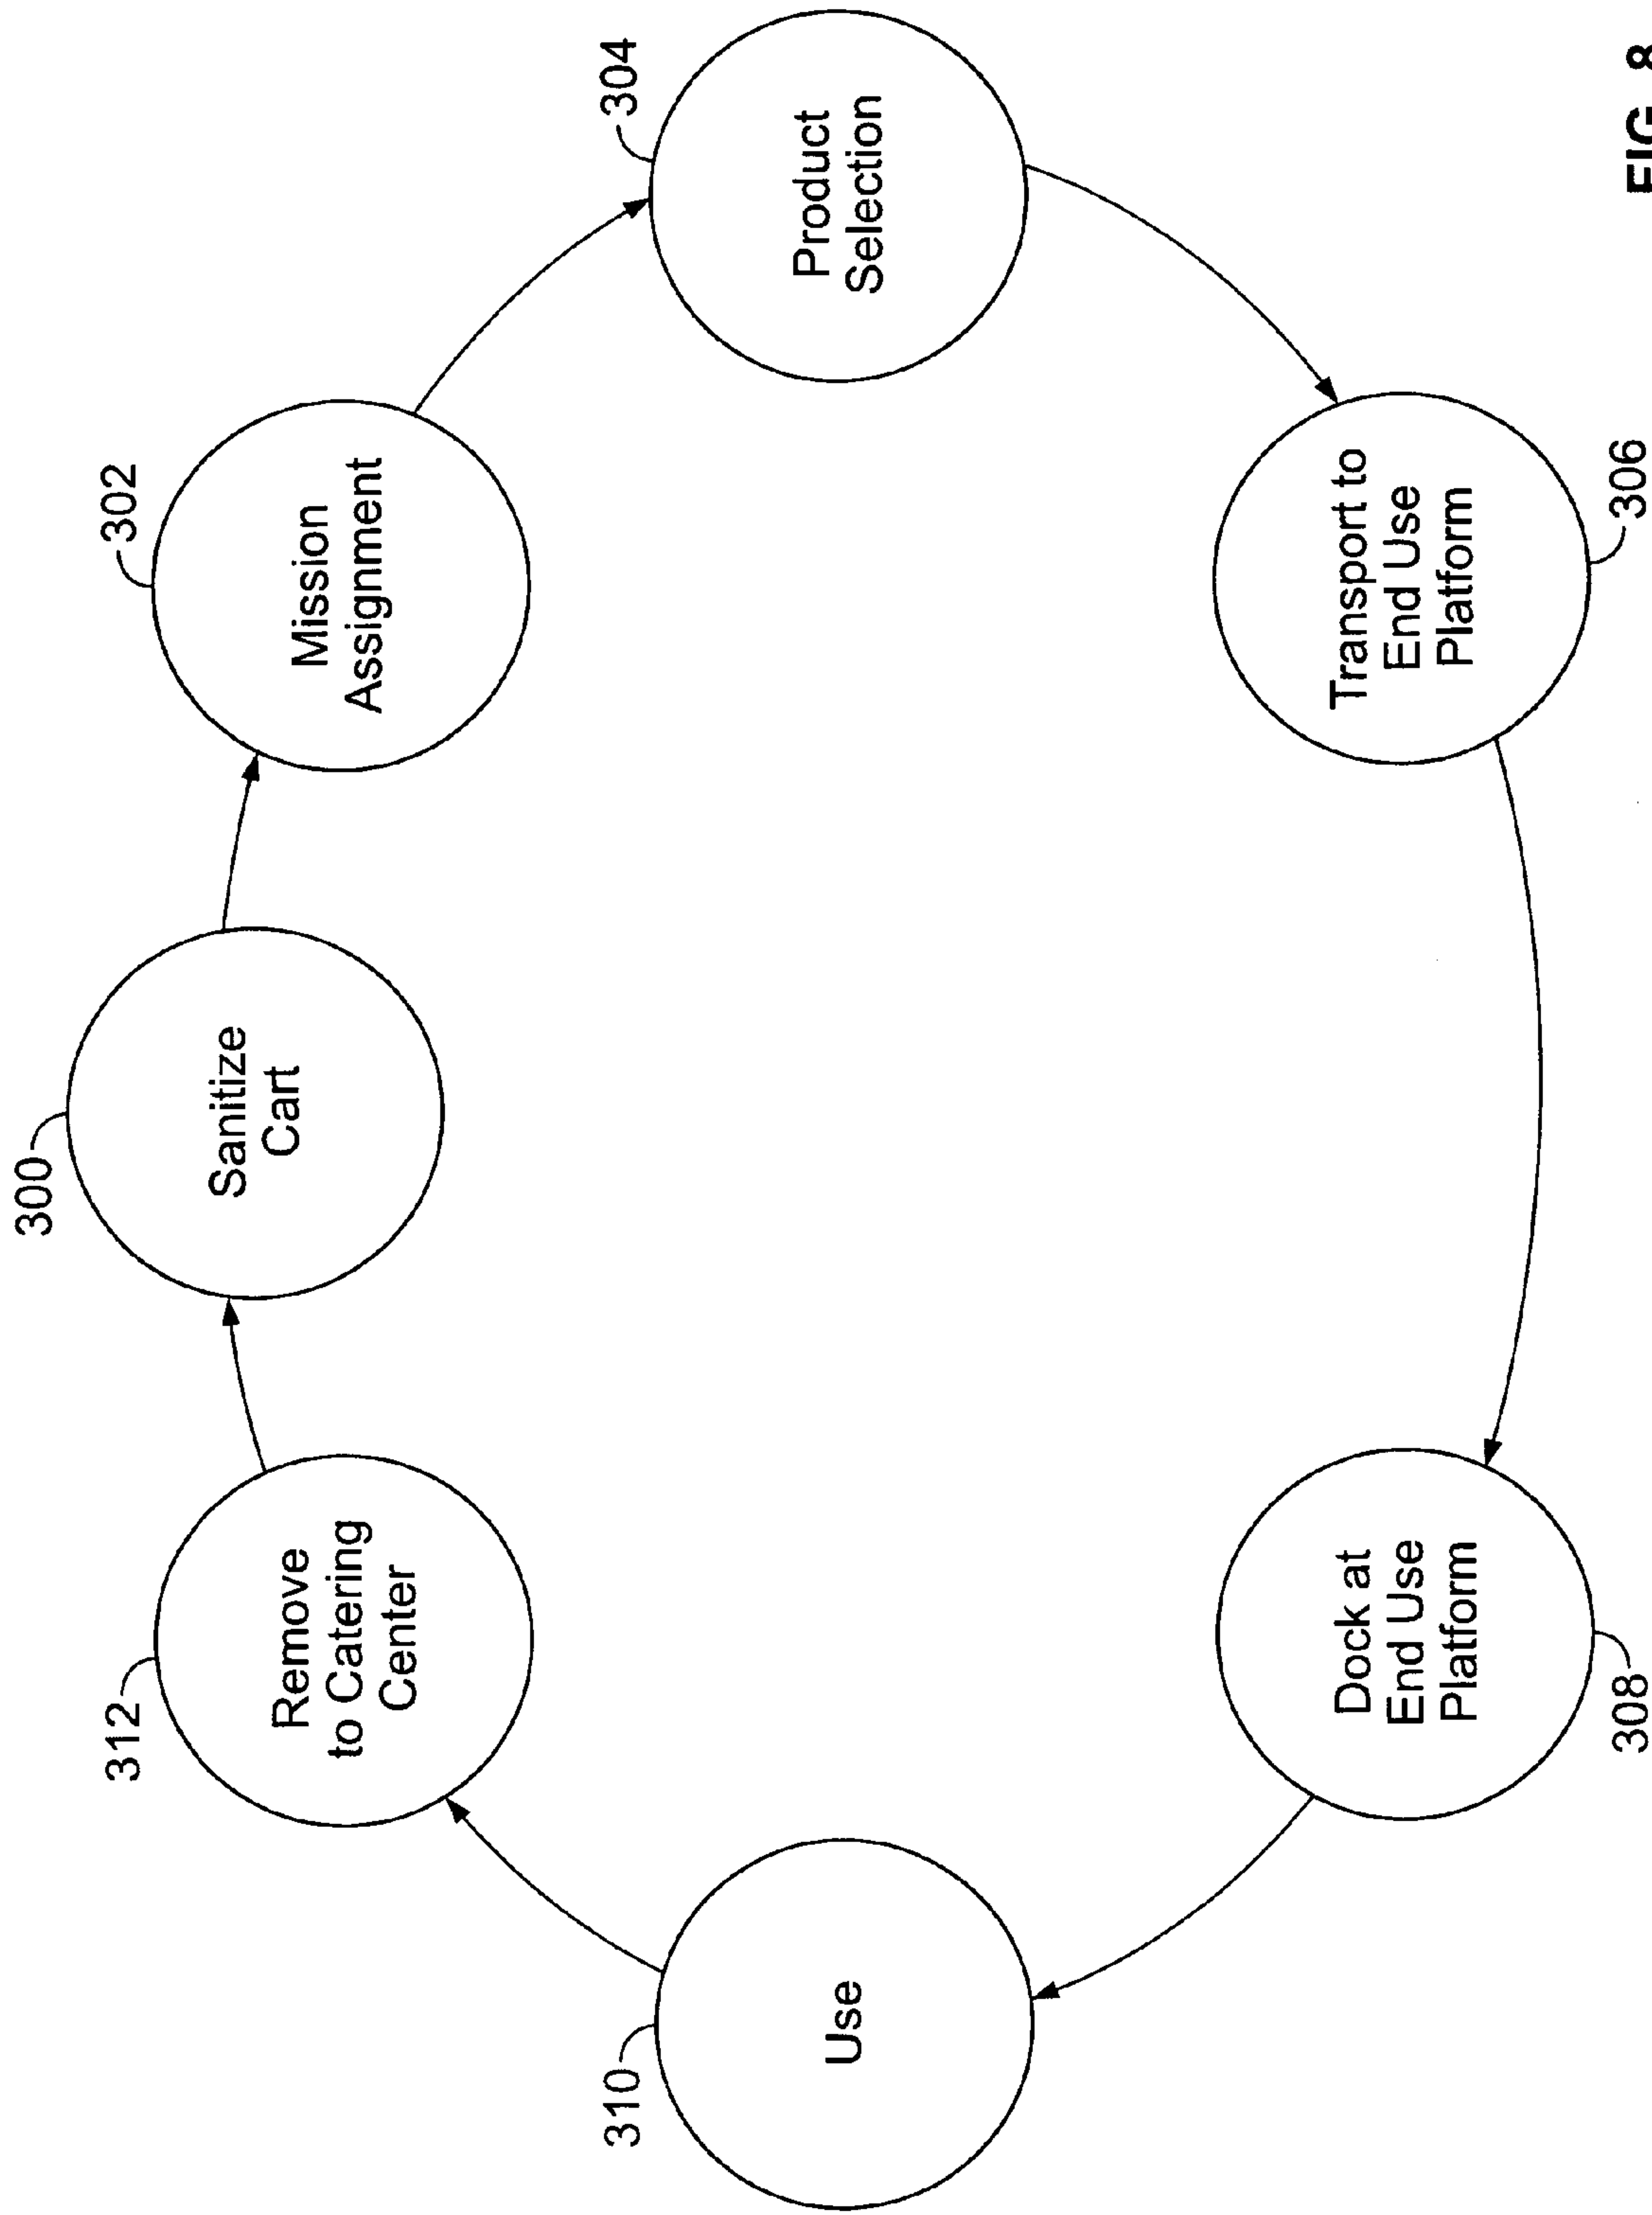 300
Sanitize
Cart
302
Mission
Assignment
304
Product
Selection
306
Transport to
End Use
Platform
308
Dock at
End Use
Platform
310
Use
312
Remove
to Catering
Center
FIG. 8